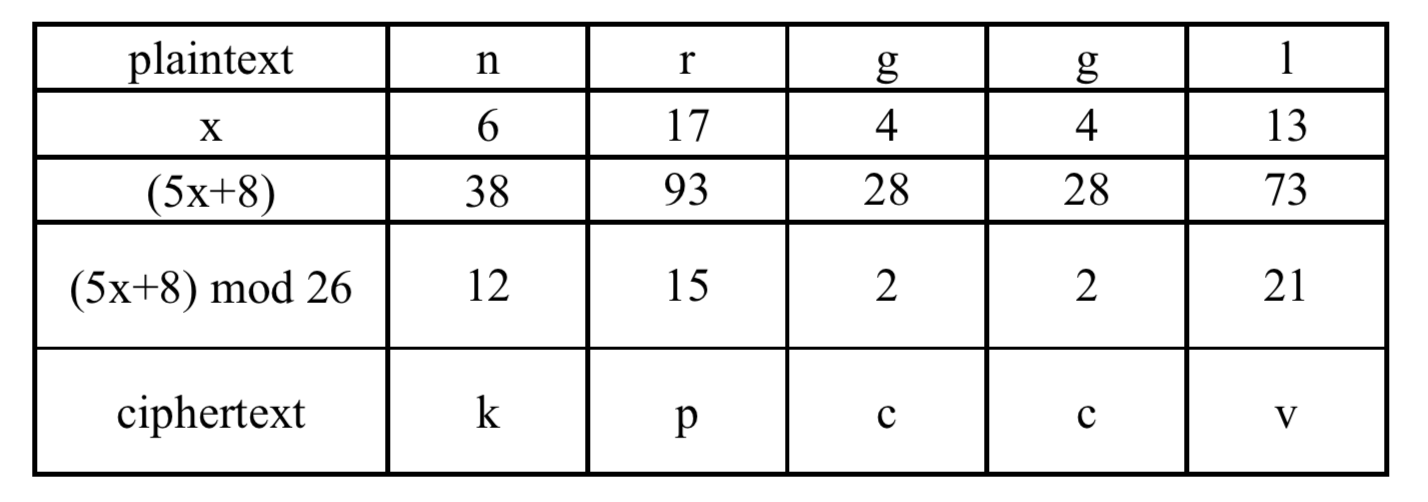 plaintext n r g g l
x 6 17 4 4 13
(5x+8) 38 93 28 28 73
(5x+8) mod 26 12 15 2 2 21
ciphertext k p c c v